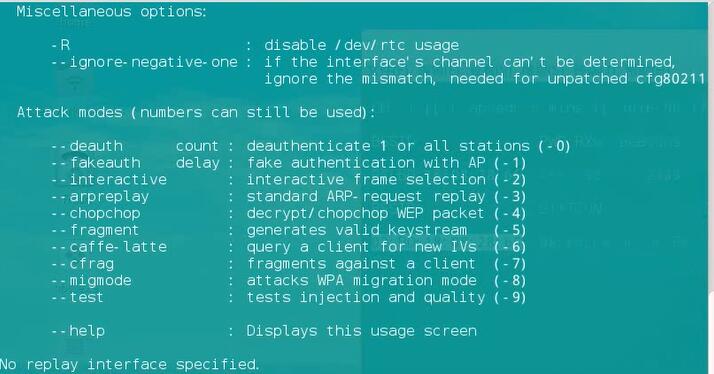 Miscellaneous options:
-R : disable /dev/rtc usage
--ignore-negative-one : if the interface's channel can't be determined,
ignore the mismatch, needed for unpatched cfg80211
Attack modes (numbers can still be used):
--deauth count : deauthenticate 1 or all stations (-0)
--fakeauth delay : fake authentication with AP (-1)
--interactive : interactive frame selection (-2)
--arpreplay : standard ARP-request replay (-3)
--chopchop : decrypt/chopchop WEP packet (-4)
--fragment : generates valid keystream (-5)
--caffe-latte : query a client for new IVs (-6)
--cfrag : fragments against a client (-7)
--migmode : attacks WPA migration mode (-8)
--test : tests injection and quality (-9)
--help : Displays this usage screen
No replay interface specified.